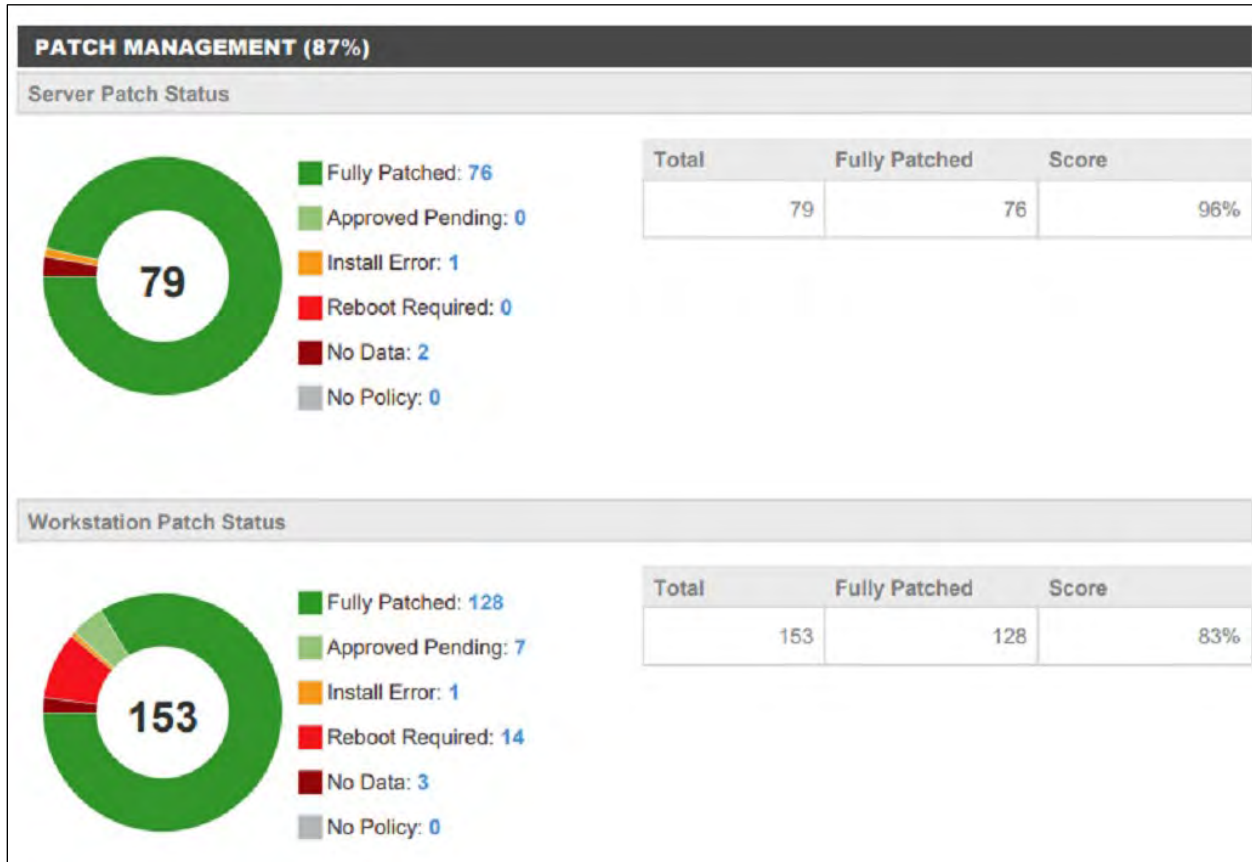 PATCH MANAGEMENT (87%)
Server Patch Status
79
Fully Patched: 76
Approved Pending: 0
Install Error: 1
Reboot Required: 0
No Data: 2
No Policy: 0
Total Fully Patched Score
79 76 96%
Workstation Patch Status
153
Fully Patched: 128
Approved Pending: 7
Install Error: 1
Reboot Required: 14
No Data: 3
No Policy: 0
Total Fully Patched Score
153 128 83%